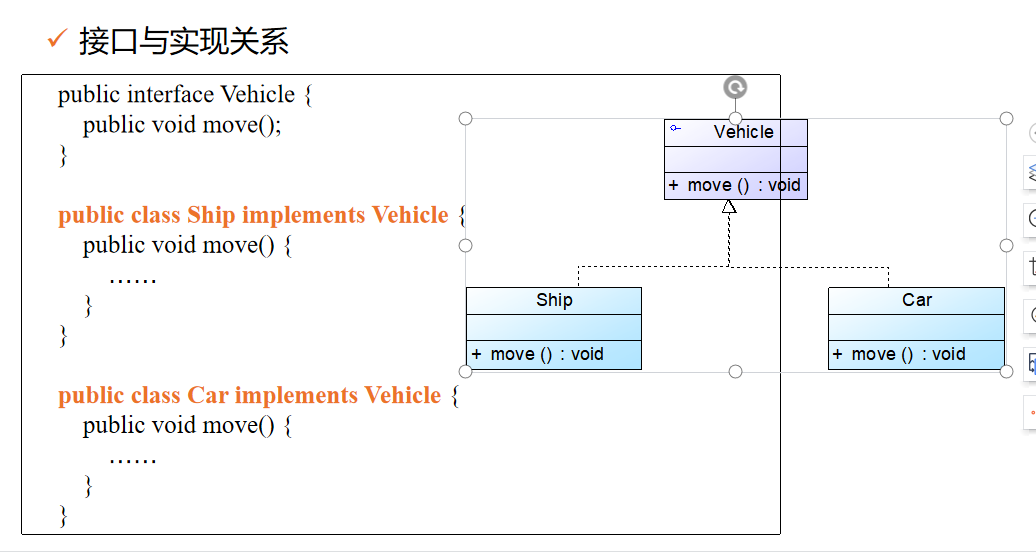 ✓ 接口与实现关系
public interface Vehicle {
public void move();
}
public class Ship implements Vehicle {
public void move() {
……
}
}
public class Car implements Vehicle {
public void move() {
……
}
}
Vehicle
+ move () : void
Ship
+ move () : void
Car
+ move () : void